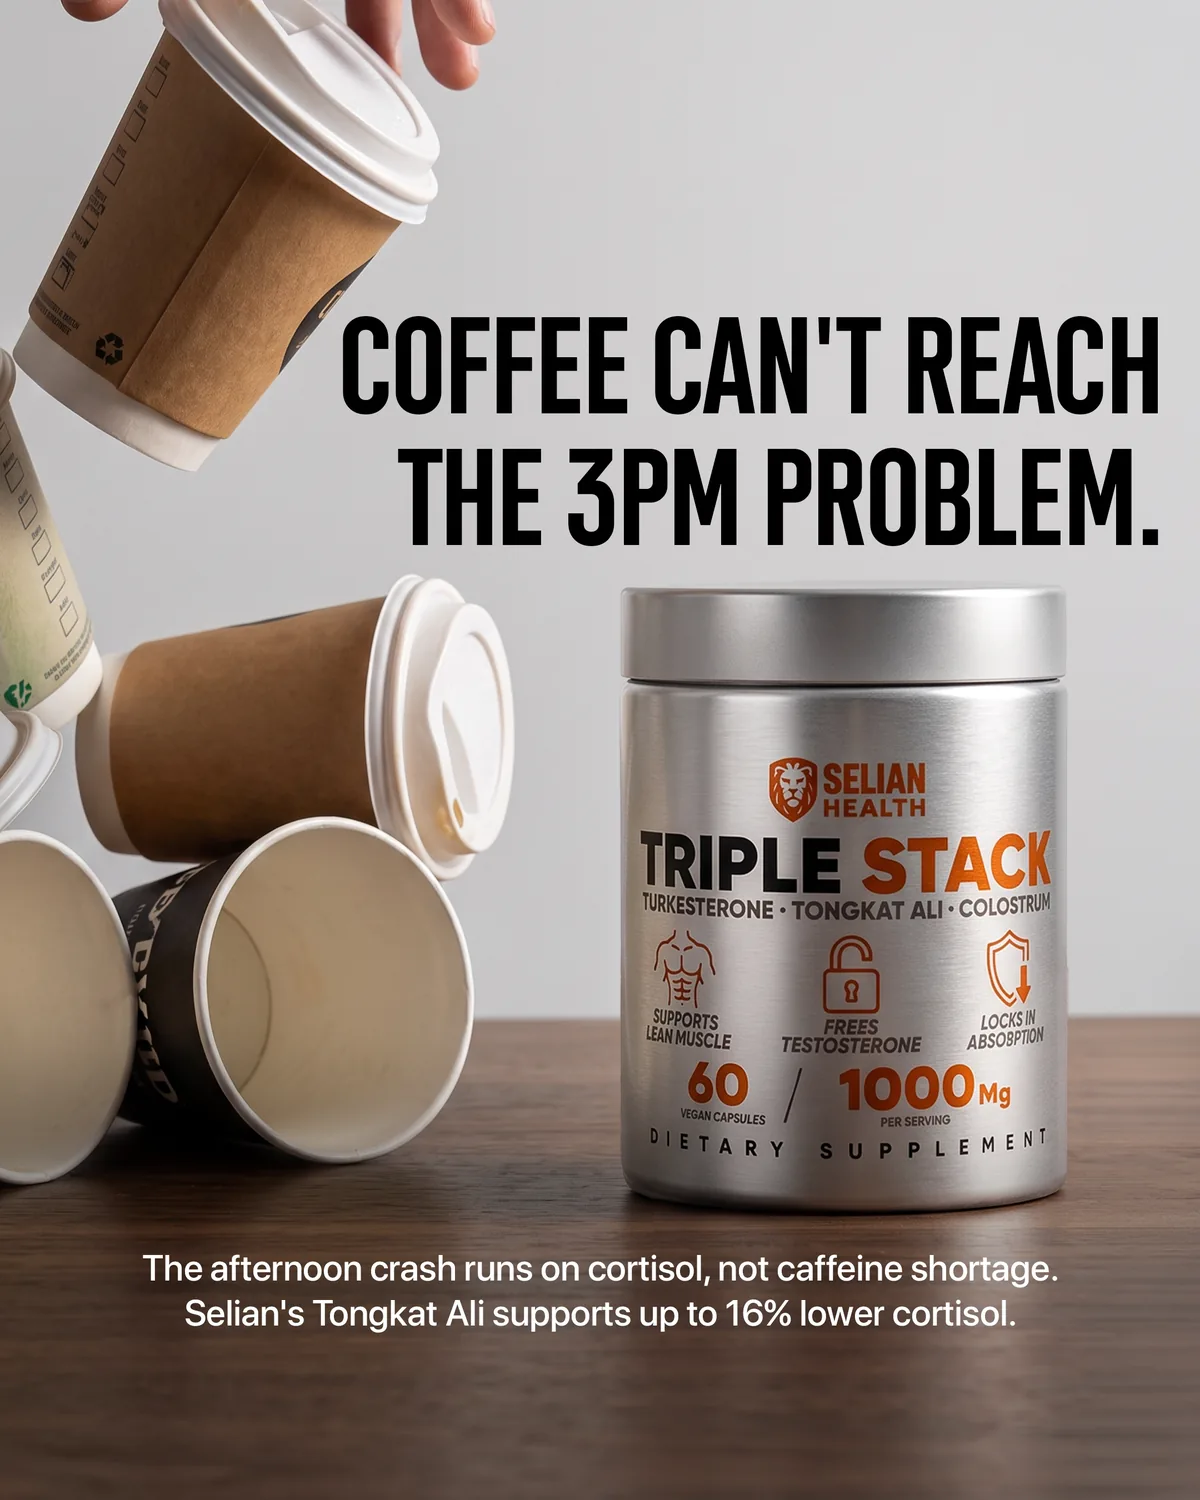 COFFEE CAN'T REACH
THE 3PM PROBLEM.
SELIAN
HEALTH
TRIPLE STACK
TURKESTERONE · TONGKAT ALI · COLOSTRUM
SUPPORTS
LEAN MUSCLE
FREES
TESTOSTERONE
LOCKS IN
ABSOBPTION
60
VEGAN CAPSULES
/
1000 Mg
PER SERVING
DIETARY SUPPLEMENT
The afternoon crash runs on cortisol, not caffeine shortage.
Selian's Tongkat Ali supports up to 16% lower cortisol.